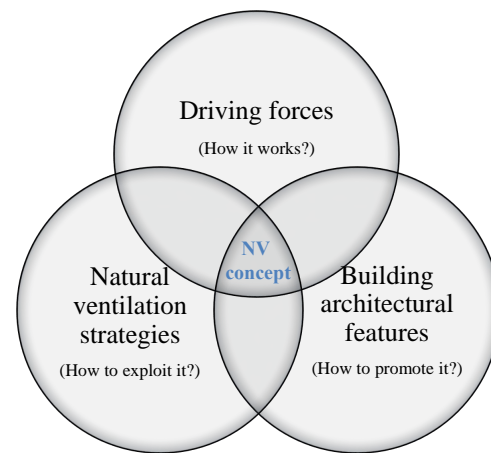 Driving forces
(How it works?)
NV
concept
Natural
ventilation
strategies
(How to exploit it?)
Building
architectural
features
(How to promote it?)